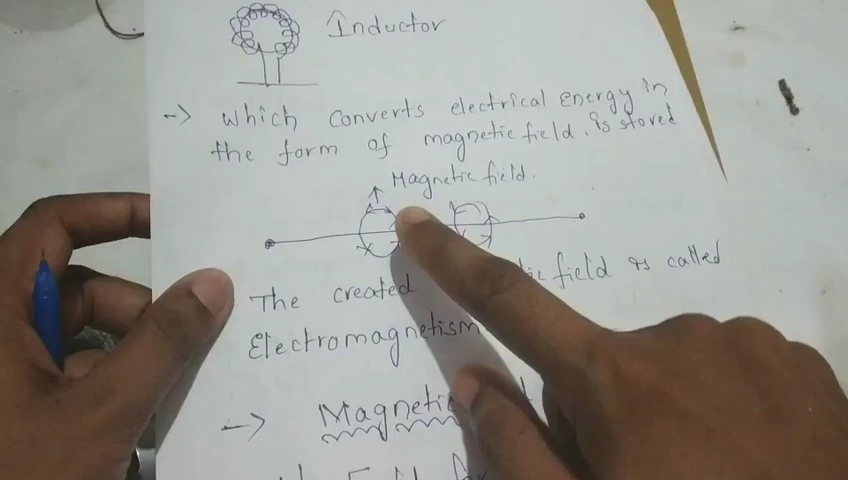 Inductor
-> which converts electrical energy in
the form of magnetic field. is stored
Magnetic field.
The created field is called
Electromagnetism
-> Magnetic